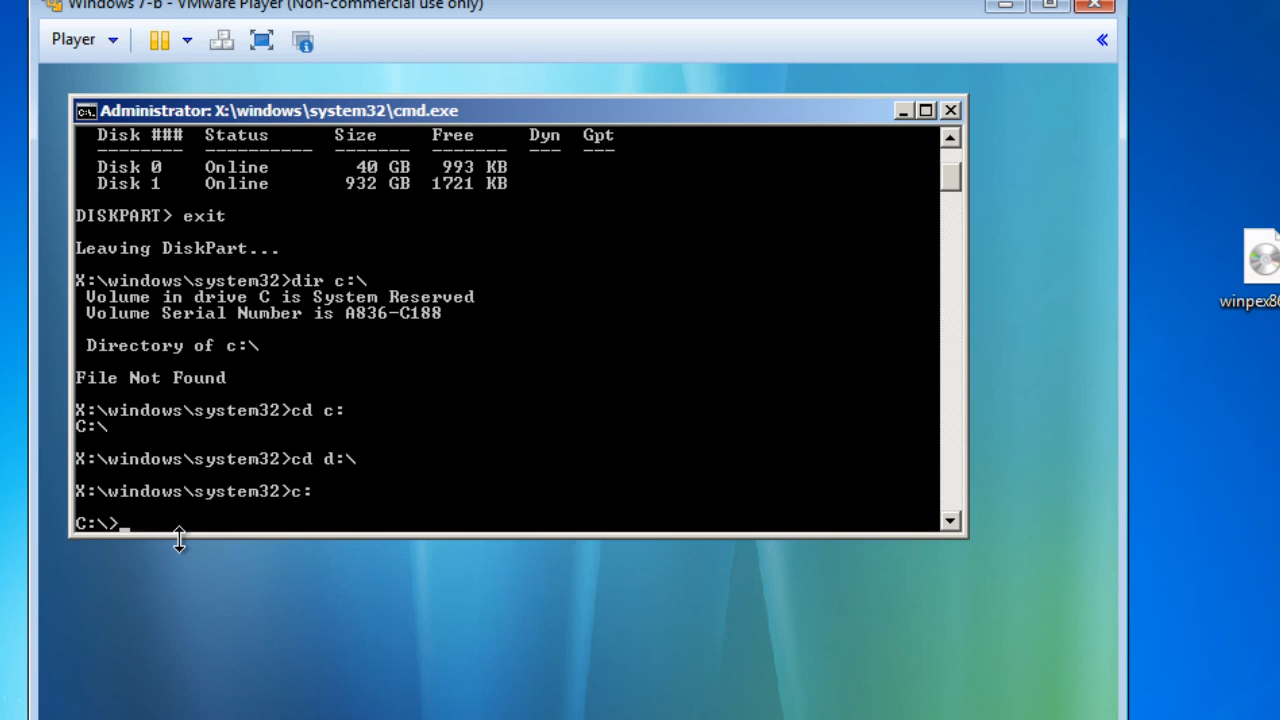 Windows 7-b - VMware Player (Non-commercial use only)
Player
Administrator: X:\windows\system32\cmd.exe
Disk ### Status Size Free Dyn Gpt
-------- ---------- ------- ------- --- ---
Disk 0 Online 40 GB 993 KB
Disk 1 Online 932 GB 1721 KB
DISKPART> exit
Leaving DiskPart...
X:\windows\system32>dir c:\
Volume in drive C is System Reserved
Volume Serial Number is A836-C188
Directory of c:\
File Not Found
X:\windows\system32>cd c:
C:\
X:\windows\system32>cd d:\
X:\windows\system32>c:
C:\>_
winpex86